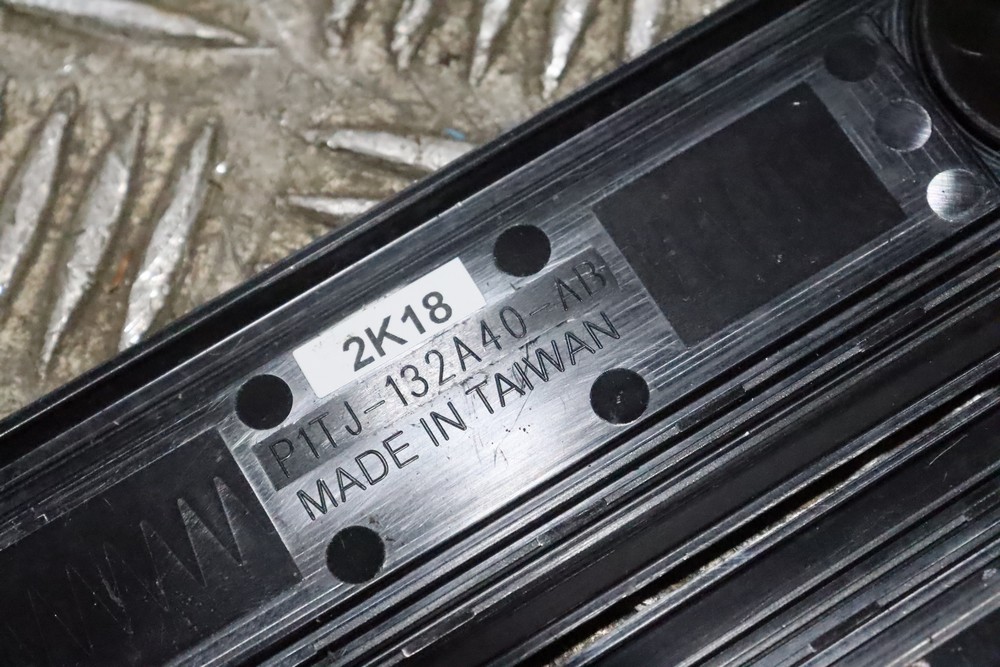 2K18
P1TJ-132A40-AB
MADE IN TAIWAN